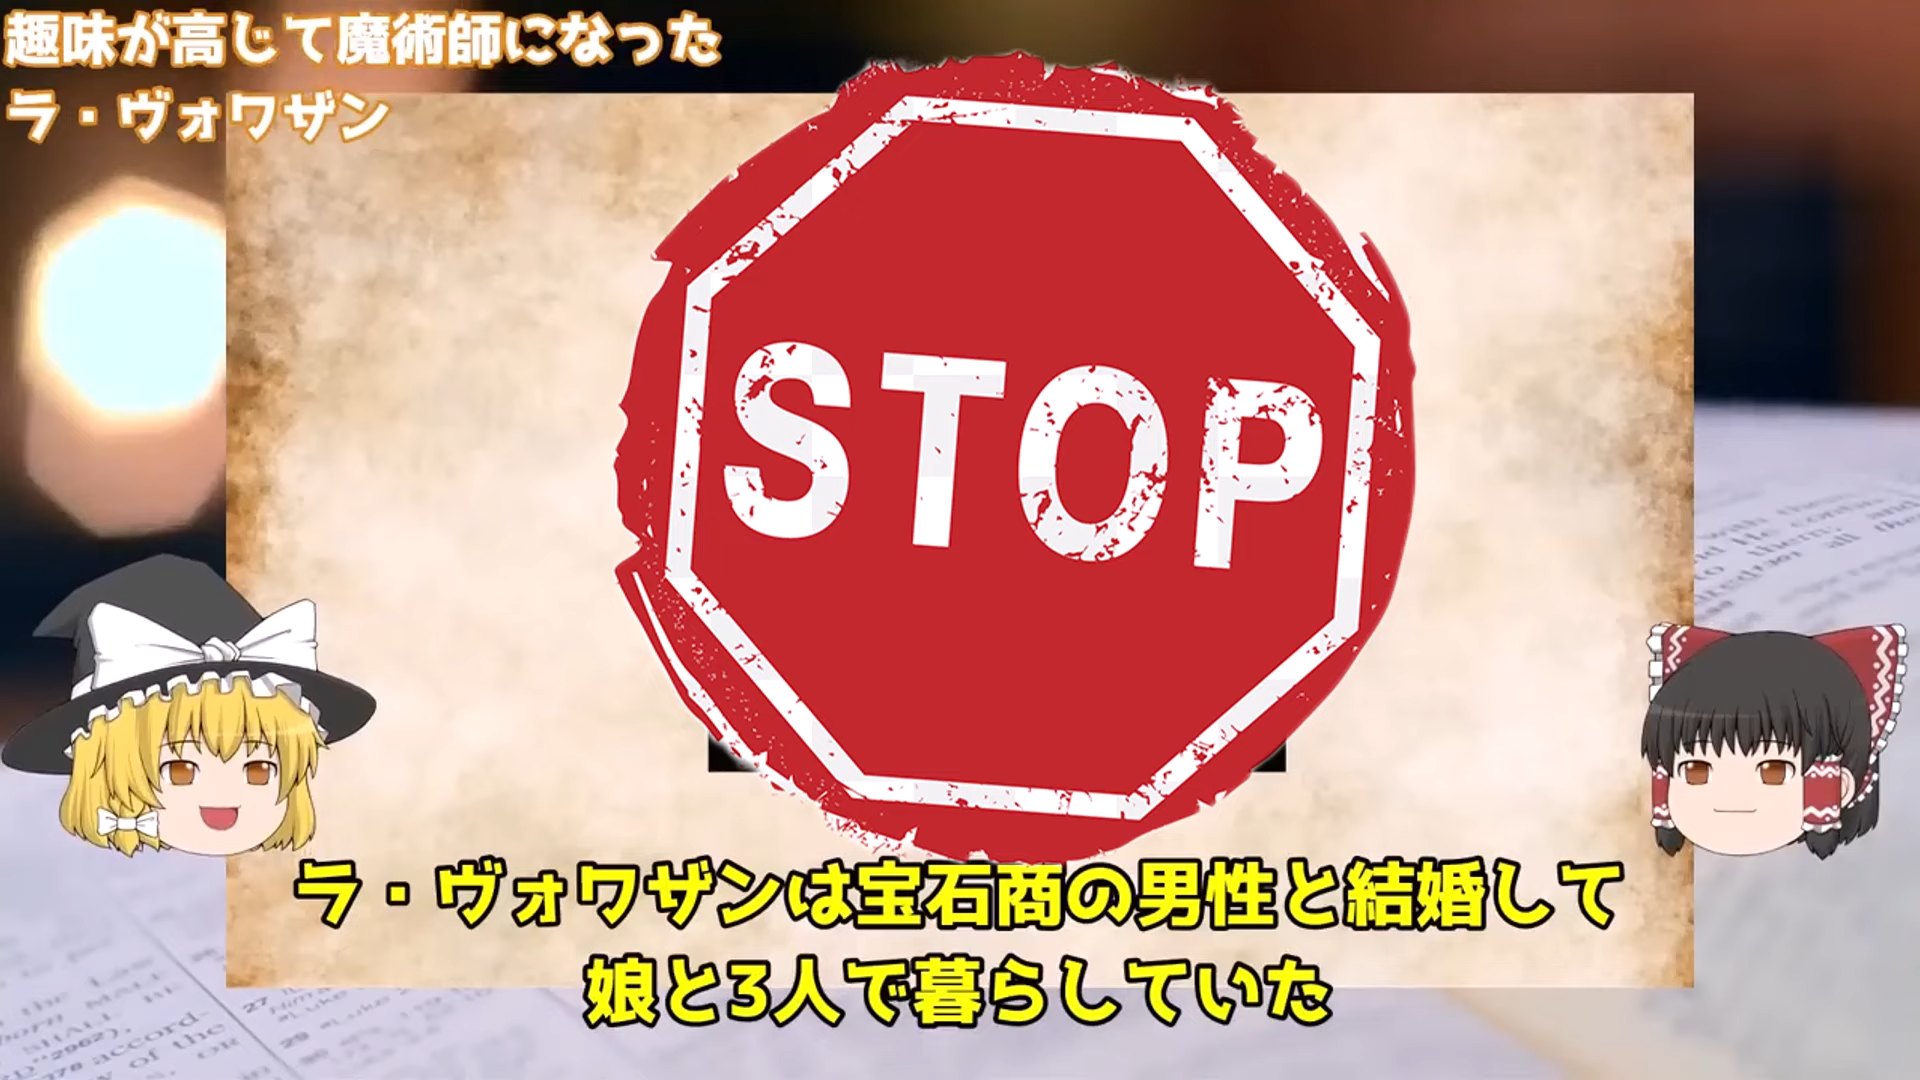 趣味が高じて魔術師になった
ラ・ヴォワザン
STOP
ラ・ヴォワザンは宝石商の男性と結婚して
娘と3人で暮らしていた